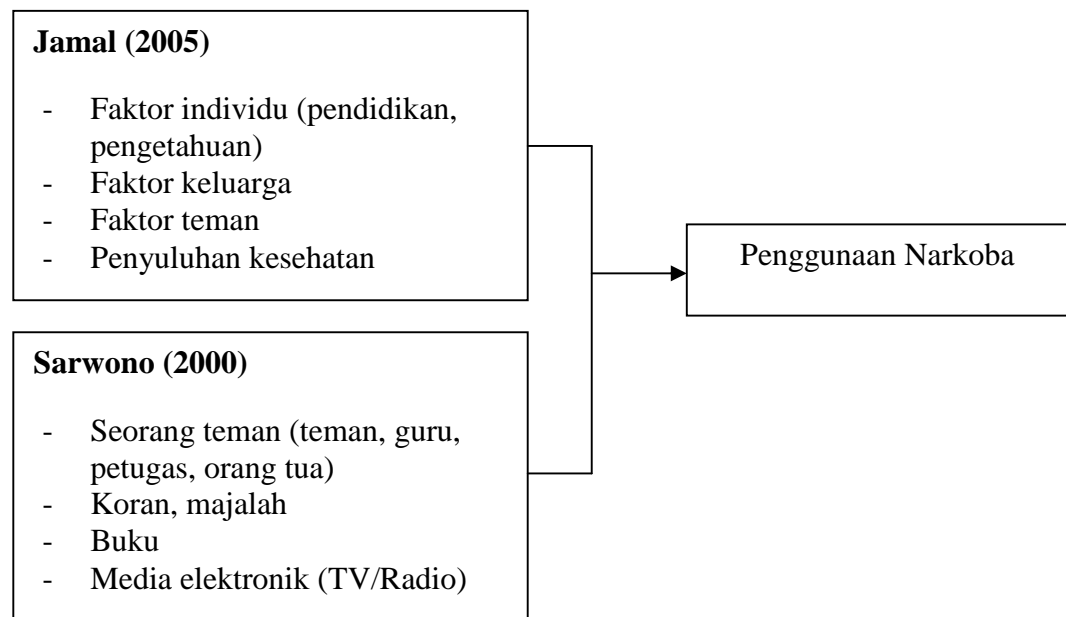 Jamal (2005)
- Faktor individu (pendidikan,
pengetahuan)
- Faktor keluarga
- Faktor teman
- Penyuluhan kesehatan
Penggunaan Narkoba
Sarwono (2000)
- Seorang teman (teman, guru,
petugas, orang tua)
- Koran, majalah
- Buku
- Media elektronik (TV/Radio)